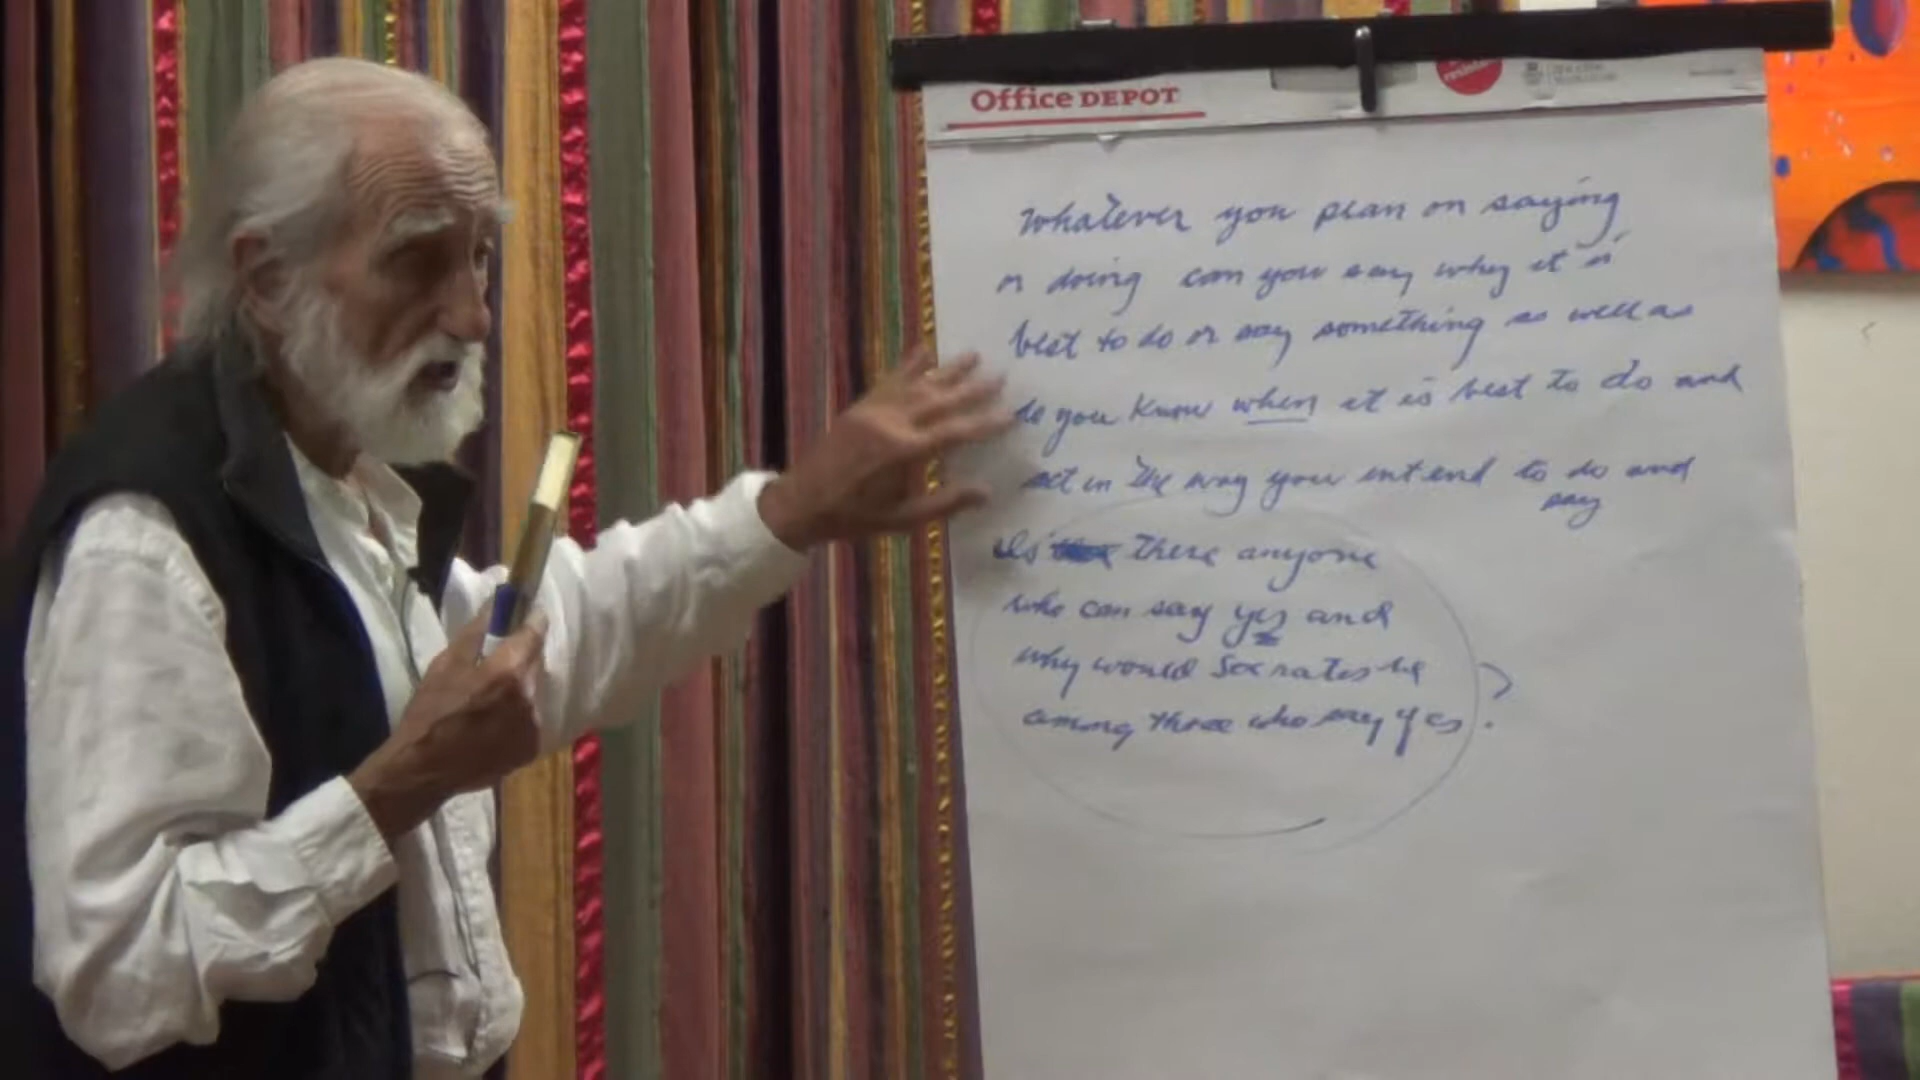 Office DEPOT
Whatever you plan on saying
or doing can you say why it is
best to do or say something as well as
do you know when it is best to do and
act in the way you intend to do and
say
Is there anyone
who can say yes and
why would Socrates be
among those who say yes ?